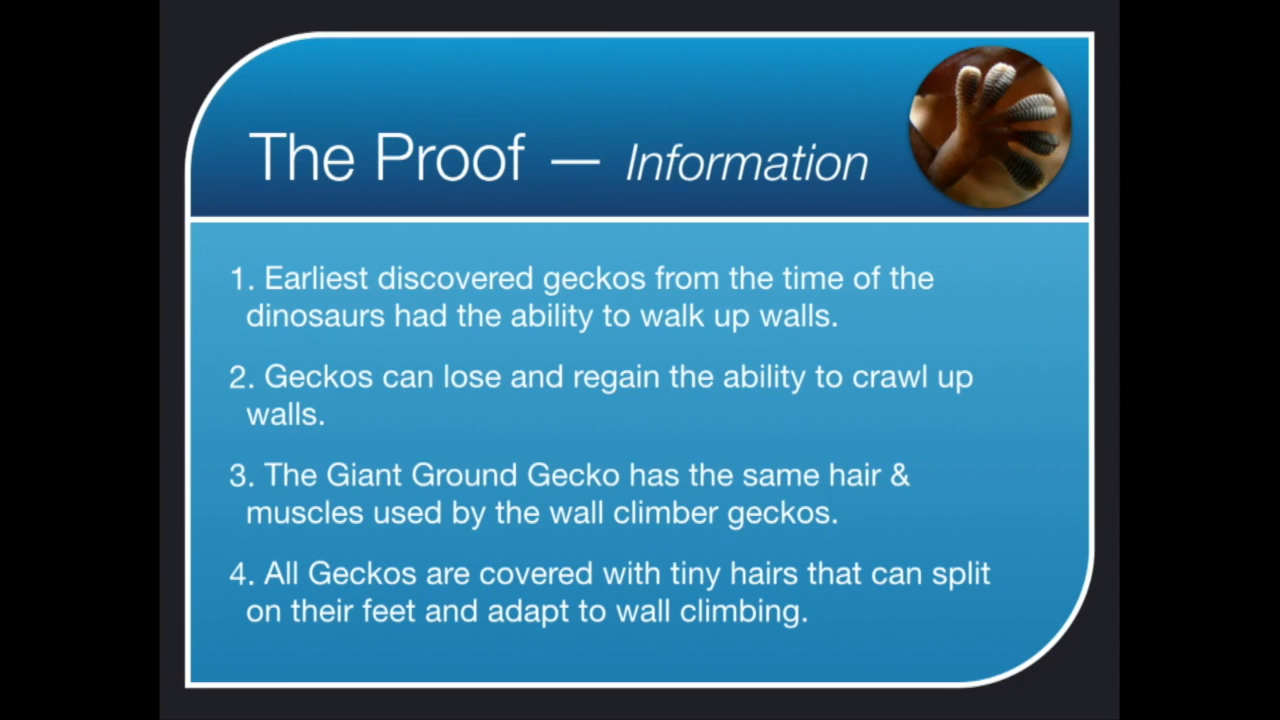 The Proof — Information
1. Earliest discovered geckos from the time of the
dinosaurs had the ability to walk up walls.
2. Geckos can lose and regain the ability to crawl up
walls.
3. The Giant Ground Gecko has the same hair &
muscles used by the wall climber geckos.
4. All Geckos are covered with tiny hairs that can split
on their feet and adapt to wall climbing.